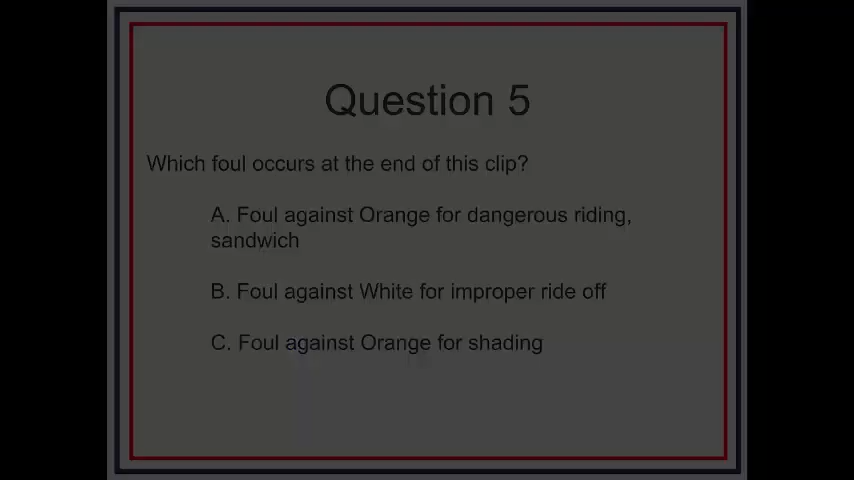 Question 5
Which foul occurs at the end of this clip?
A. Foul against Orange for dangerous riding,
sandwich
B. Foul against White for improper ride off
C. Foul against Orange for shading